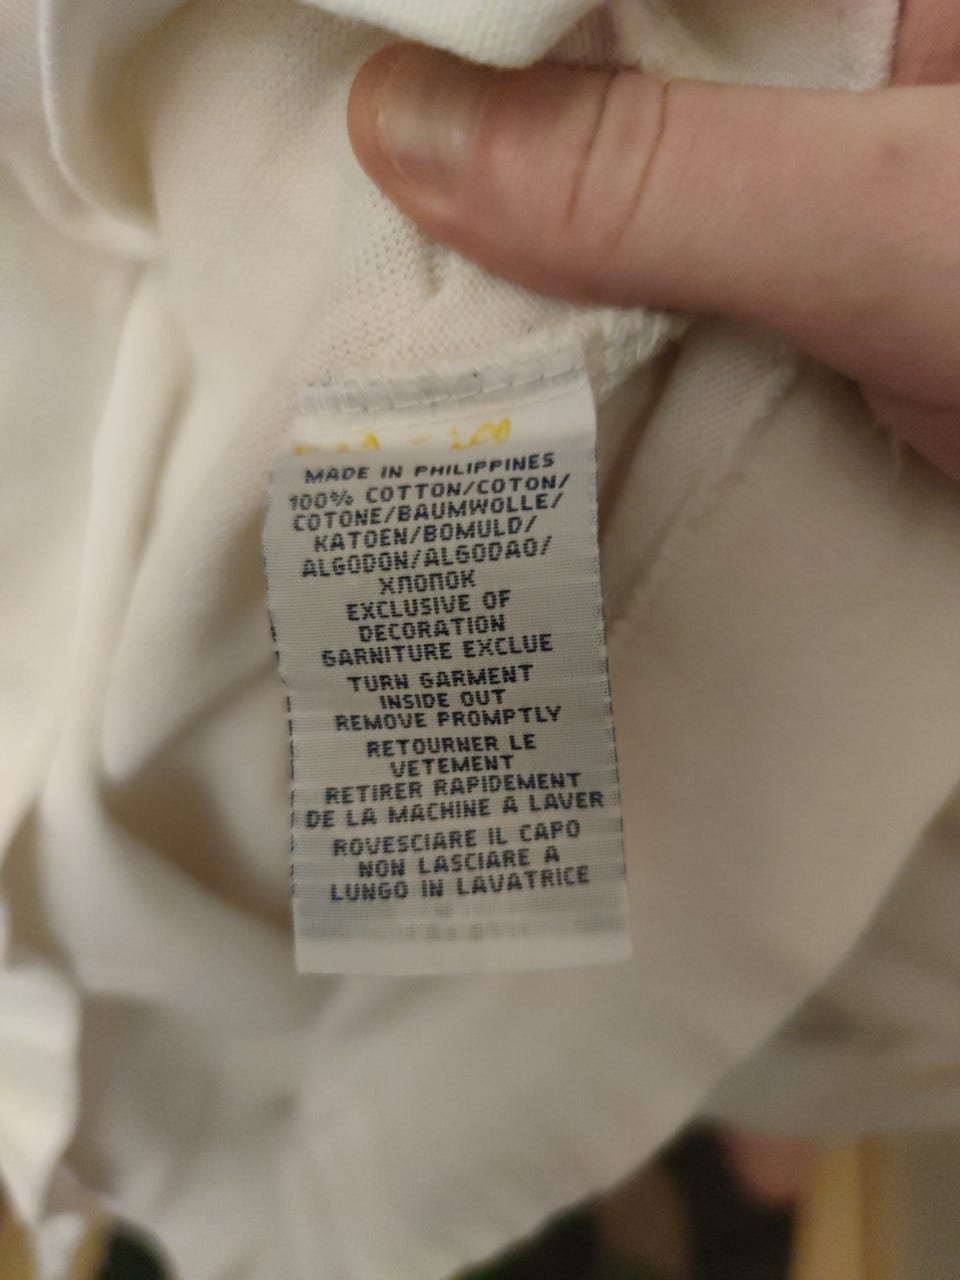 MADE IN PHILIPPINES
100% COTTON/COTON/
COTONE/BAUMWOLLE/
KATOEN/BOMULD/
ALGODON/ALGODAO/
ХЛОПОК
EXCLUSIVE OF
DECORATION
GARNITURE EXCLUE
TURN GARMENT
INSIDE OUT
REMOVE PROMPTLY
RETOURNER LE
VETEMENT
RETIRER RAPIDEMENT
DE LA MACHINE A LAVER
ROVESCIARE IL CAPO
NON LASCIARE A
LUNGO IN LAVATRICE